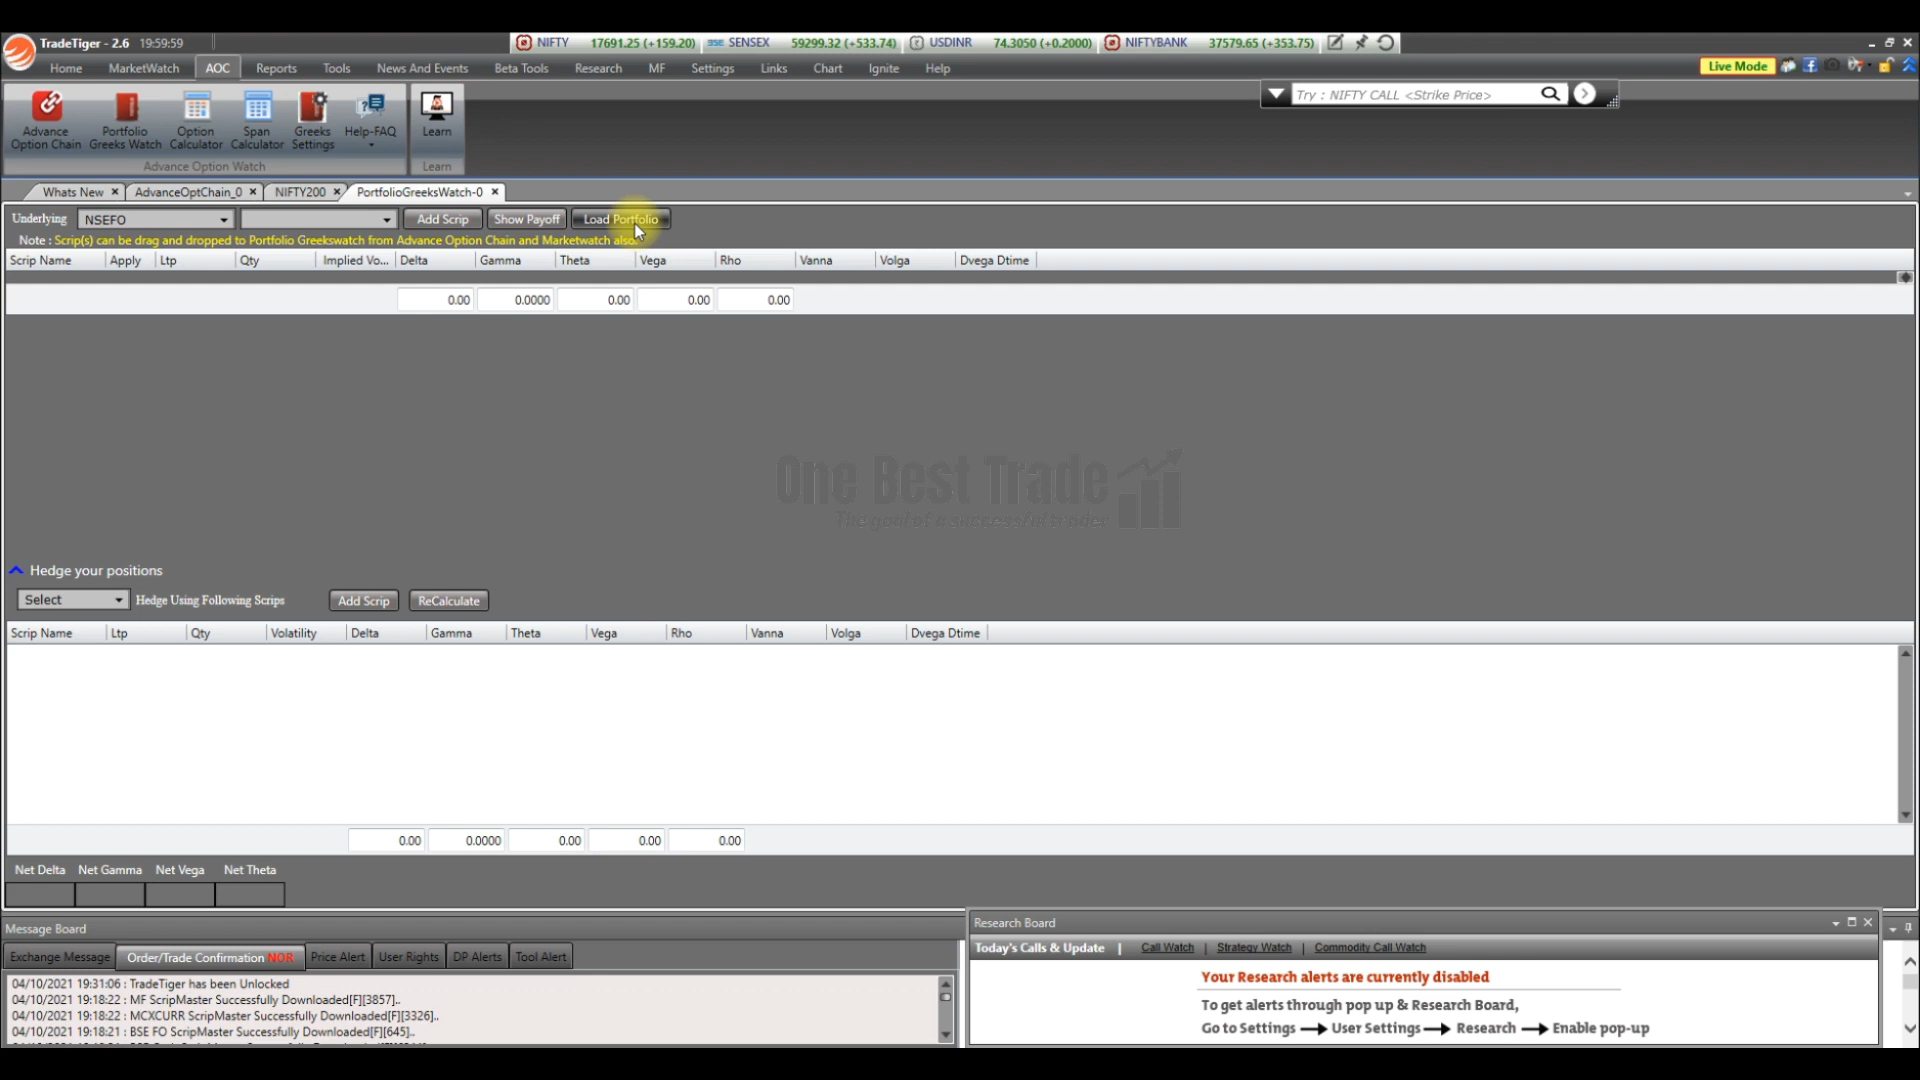 TradeTiger - 2.6 19:59:59
NIFTY 17691.25 (+159.20) BSE SENSEX 59299.32 (+533.74) USDINR 74.3050 (+0.2000) NIFTYBANK 37579.65 (+353.75)
Home MarketWatch AOC Reports Tools News And Events Beta Tools Research MF Settings Links Chart Ignite Help
Live Mode
Try : NIFTY CALL <Strike Price>
Advance Option Chain
Portfolio Greeks Watch
Option Calculator
Span Calculator
Greeks Settings
Help-FAQ
Learn
Advance Option Watch
Learn
Whats New AdvanceOptChain_0 NIFTY200 PortfolioGreeksWatch-0
Underlying NSEFO Add Scrip Show Payoff Load Portfolio
Note : Scrip(s) can be drag and dropped to Portfolio Greekswatch from Advance Option Chain and Marketwatch also.
Scrip Name Apply Ltp Qty Implied Vo... Delta Gamma Theta Vega Rho Vanna Volga Dvega Dtime
0.00 0.0000 0.00 0.00 0.00
One Best Trade
The goal of a successful trader
Hedge your positions
Select Hedge Using Following Scrips Add Scrip ReCalculate
Scrip Name Ltp Qty Volatility Delta Gamma Theta Vega Rho Vanna Volga Dvega Dtime
0.00 0.0000 0.00 0.00 0.00
Net Delta Net Gamma Net Vega Net Theta
Message Board
Exchange Message Order/Trade Confirmation NOR Price Alert User Rights DP Alerts Tool Alert
04/10/2021 19:31:06 : TradeTiger has been Unlocked
04/10/2021 19:18:22 : MF ScripMaster Successfully Downloaded[F][3857]..
04/10/2021 19:18:22 : MCXCURR ScripMaster Successfully Downloaded[F][3326]..
04/10/2021 19:18:21 : BSE FO ScripMaster Successfully Downloaded[F][645]..
Research Board
Today's Calls & Update | Call Watch | Strategy Watch | Commodity Call Watch
Your Research alerts are currently disabled
To get alerts through pop up & Research Board,
Go to Settings → User Settings → Research → Enable pop-up